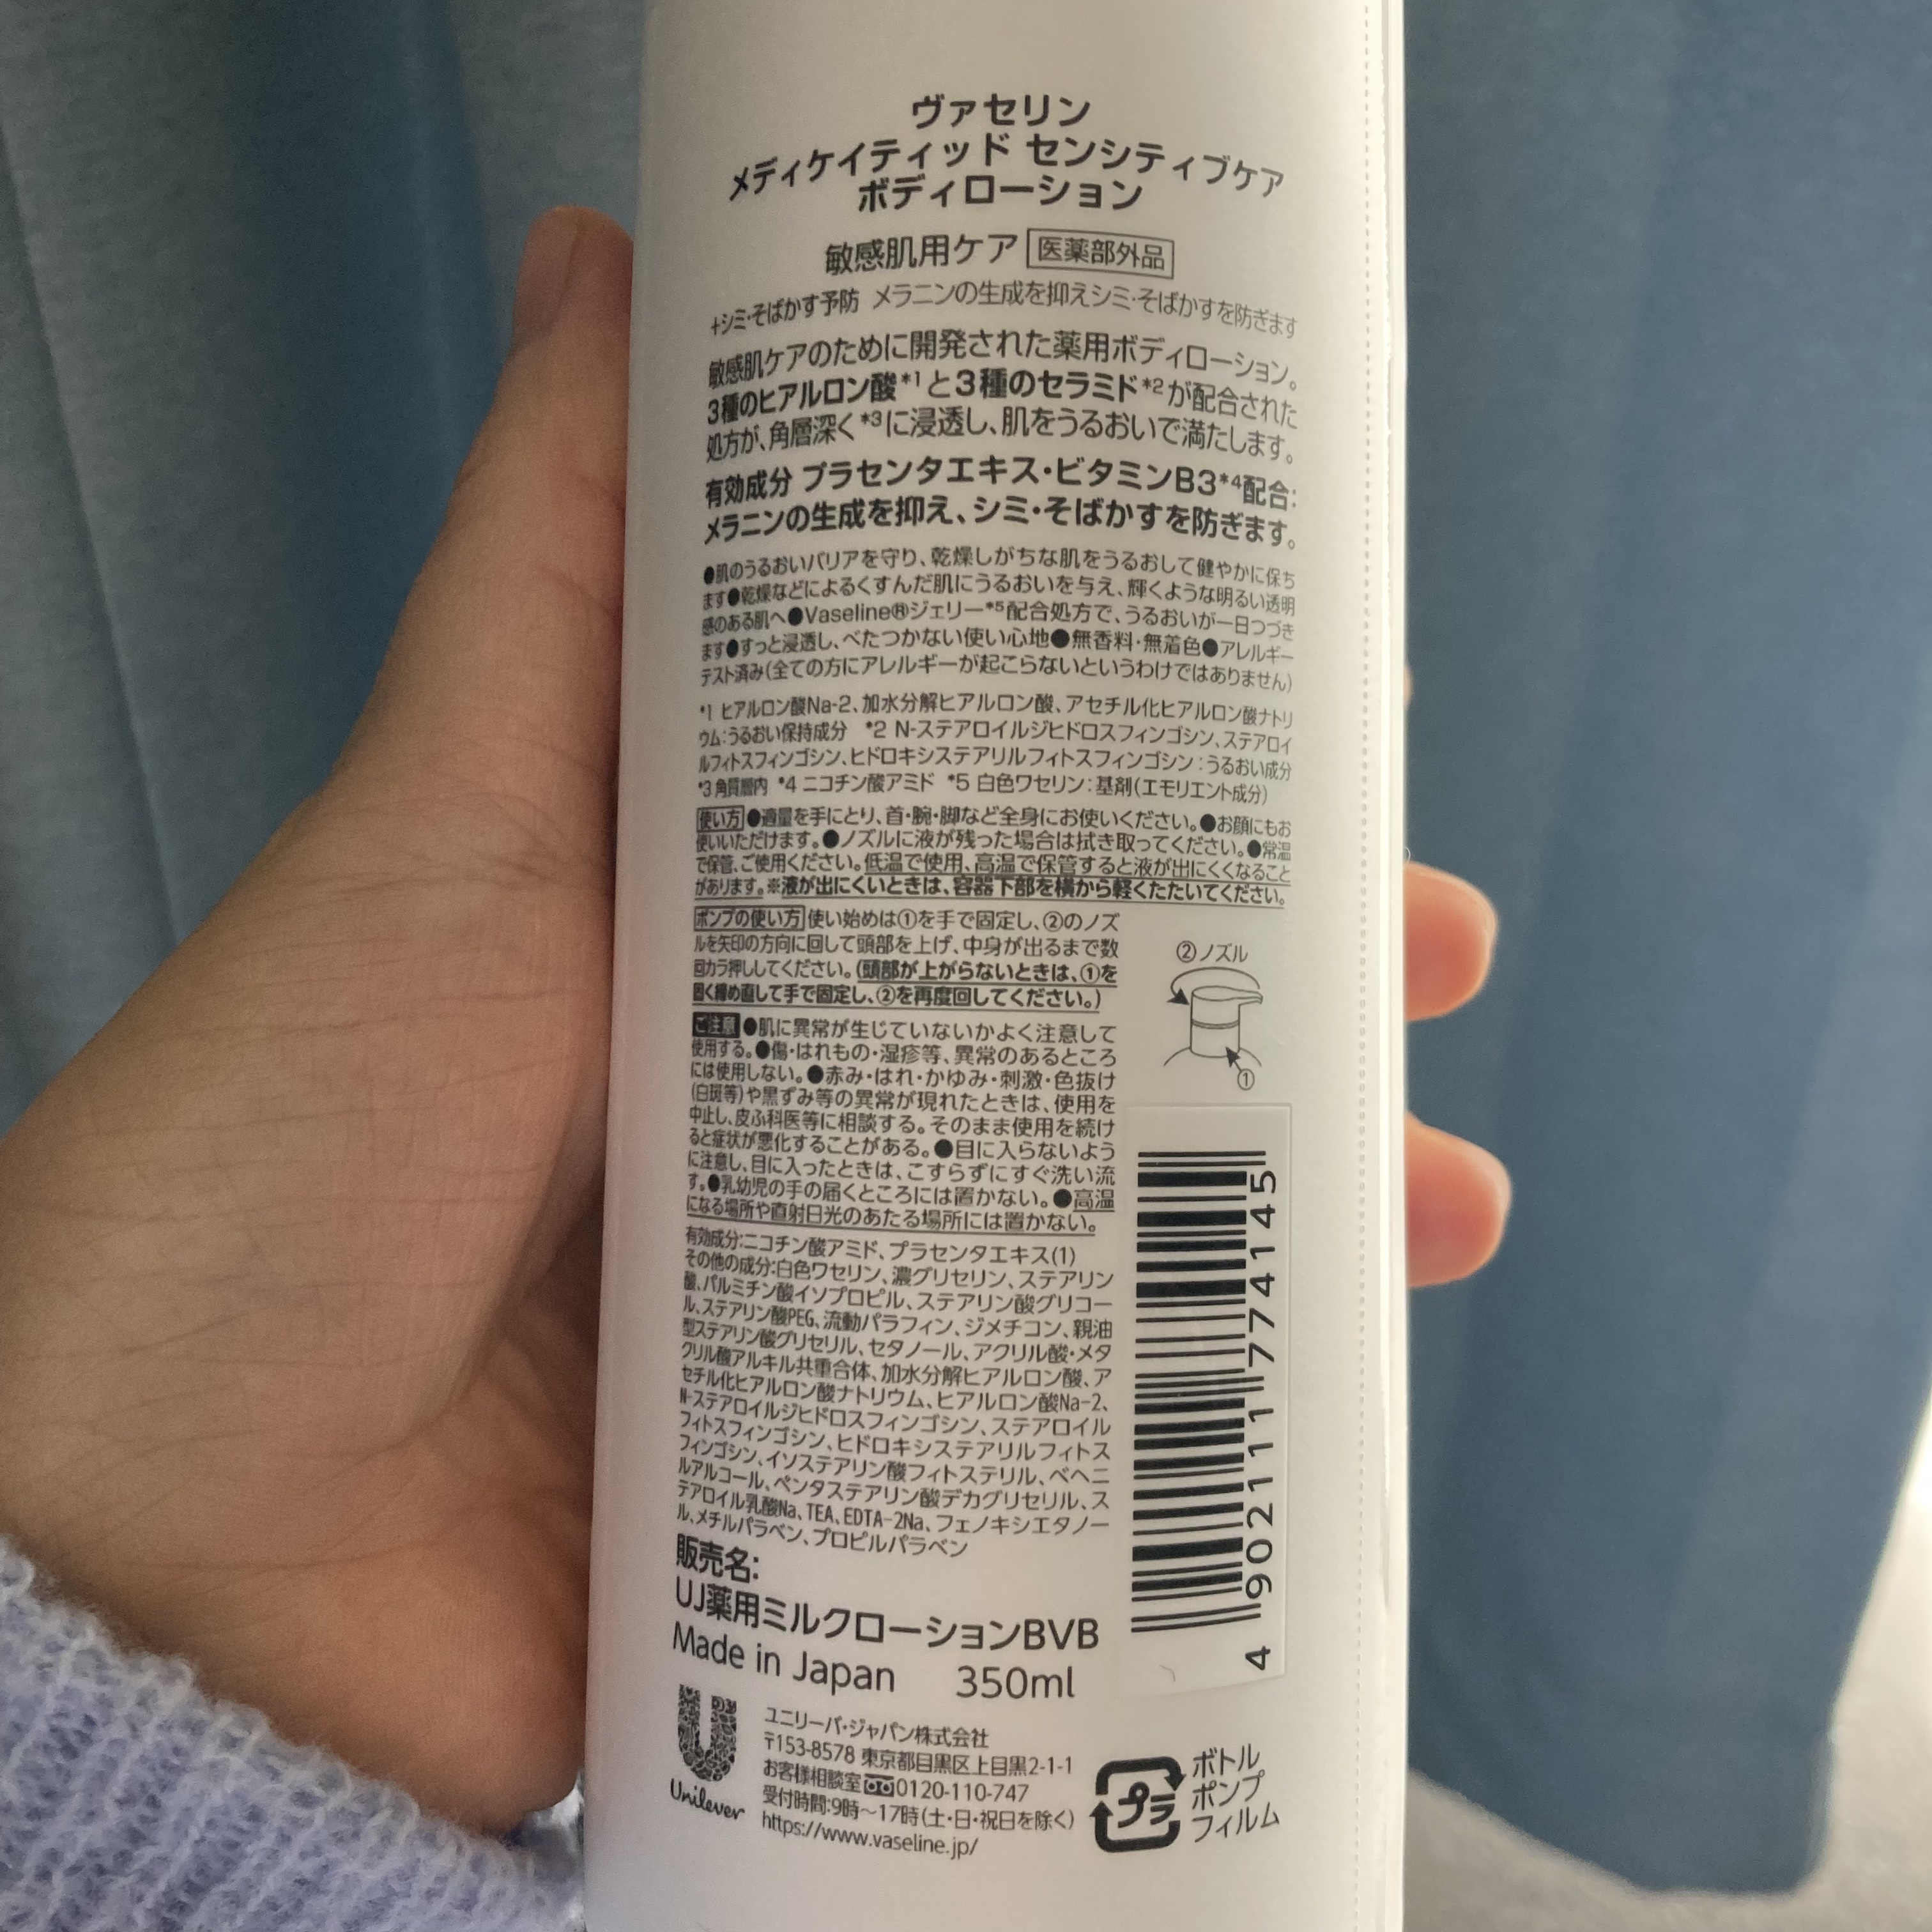 ヴァセリン
メディケイティッド センシティブケア
ボディローション
敏感肌用ケア 医薬部外品
+シミ・そばかす予防 メラニンの生成を抑えシミ・そばかすを防ぎます
敏感肌ケアのために開発された薬用ボディローション。
3種のヒアルロン酸*1と3種のセラミド*2が配合された
処方が、角層深く*3に浸透し、肌をうるおいで満たします。
有効成分 プラセンタエキス・ビタミンB3*4配合:
メラニンの生成を抑え、シミ・そばかすを防ぎます。
●肌のうるおいバリアを守り、乾燥しがちな肌をうるおして健やかに保ち
ます●乾燥などによるくすんだ肌にうるおいを与え、輝くような明るい透明
感のある肌へ●Vaseline®ジェリー*5配合処方で、うるおいが一日つづき
ます●すっと浸透し、べたつかない使い心地●無香料・無着色●アレルギー
テスト済み(全ての方にアレルギーが起こらないというわけではありません)
*1 ヒアルロン酸Na-2、加水分解ヒアルロン酸、アセチル化ヒアルロン酸ナトリ
ウム:うるおい保持成分 *2 N-ステアロイルジヒドロスフィンゴシン、ステアロイ
ルフィトスフィンゴシン、ヒドロキシステアリルフィトスフィンゴシン:うるおい成分
*3 角質層内 *4 ニコチン酸アミド *5 白色ワセリン:基剤(エモリエント成分)
使い方 ●適量を手にとり、首・腕・脚など全身にお使いください。●お顔にもお
使いいただけます。●ノズルに液が残った場合は拭き取ってください。●常温
で保管、ご使用ください。低温で使用、高温で保管すると液が出にくくなること
があります。※液が出にくいときは、容器下部を横から軽くたたいてください。
ポンプの使い方 使い始めは①を手で固定し、②のノズ
ルを矢印の方向に回して頭部を上げ、中身が出るまで数
回カラ押ししてください。(頭部が上がらないときは、①を
固く締め直して手で固定し、②を再度回してください。)
②ノズル
①
ご注意 ●肌に異常が生じていないかよく注意して
使用する。●傷・はれもの・湿疹等、異常のあるところ
には使用しない。●赤み・はれ・かゆみ・刺激・色抜け
(白斑等)や黒ずみ等の異常が現れたときは、使用を
中止し、皮ふ科医等に相談する。そのまま使用を続け
ると症状が悪化することがある。●目に入らないよう
に注意し、目に入ったときは、こすらずにすぐ洗い流
す。●乳幼児の手の届くところには置かない。●高温
になる場所や直射日光のあたる場所には置かない。
有効成分:ニコチン酸アミド、プラセンタエキス(1)
その他の成分:白色ワセリン、濃グリセリン、ステアリン
酸、パルミチン酸イソプロピル、ステアリン酸グリコー
ル、ステアリン酸PEG、流動パラフィン、ジメチコン、親油
型ステアリン酸グリセリル、セタノール、アクリル酸・メタ
クリル酸アルキル共重合体、加水分解ヒアルロン酸、ア
セチル化ヒアルロン酸ナトリウム、ヒアルロン酸Na-2、
N-ステアロイルジヒドロスフィンゴシン、ステアロイル
フィトスフィンゴシン、ヒドロキシステアリルフィトス
フィンゴシン、イソステアリン酸フィトステリル、ベヘニ
ルアルコール、ペンタステアリン酸デカグリセリル、ス
テアロイル乳酸Na、TEA、EDTA-2Na、フェノキシエタノー
ル、メチルパラベン、プロピルパラベン
4 902111 774145
販売名:
UJ薬用ミルクローションBVB
Made in Japan 350ml
Unilever
ユニリーバ・ジャパン株式会社
〒153-8578 東京都目黒区上目黒2-1-1
お客様相談室 0120-110-747
受付時間:9時～17時(土・日・祝日を除く)
https://www.vaseline.jp/
プラ
ボトル
ポンプ
フィルム